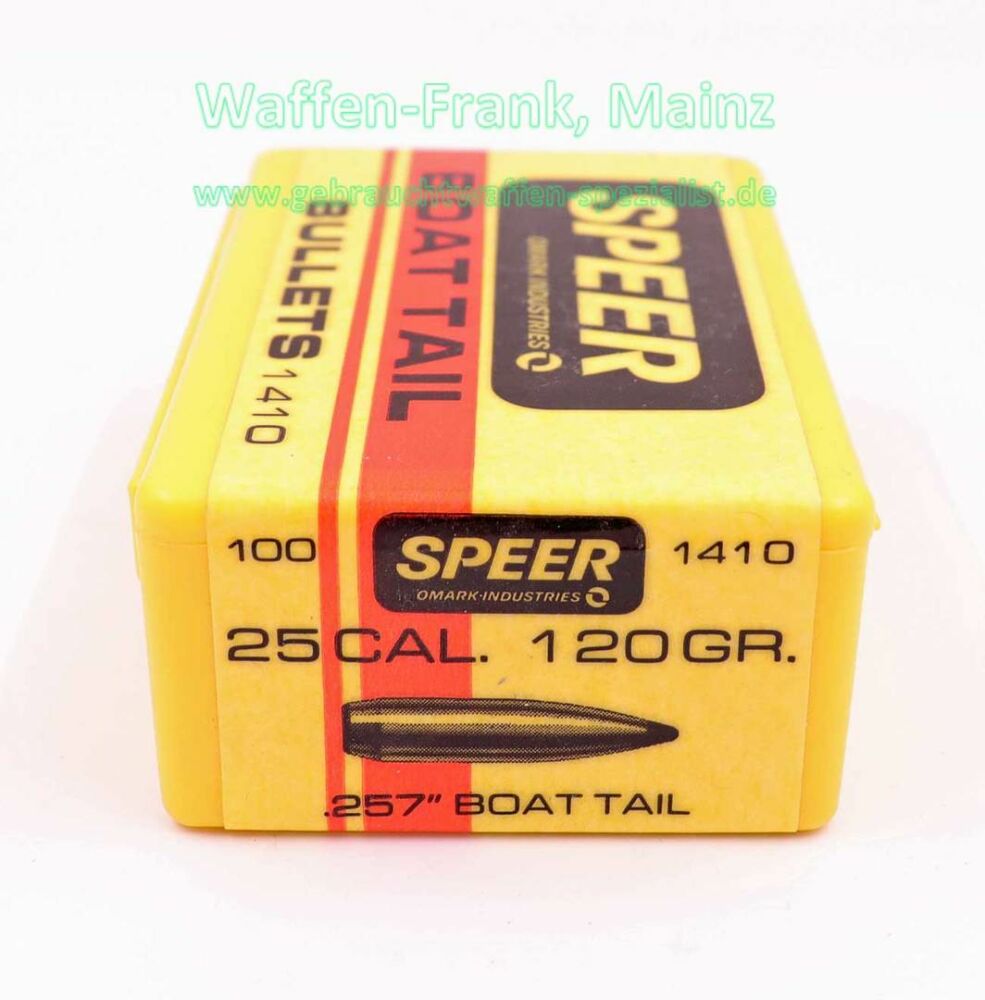 Waffen-Frank, Mainz
www.gebrauchtwaffen-spezialist.de
SPEER
OMARK INDUSTRIES
BOAT TAIL
BULLETS 1410
100
SPEER
OMARK·INDUSTRIES
1410
25 CAL. 120 GR.
.257" BOAT TAIL